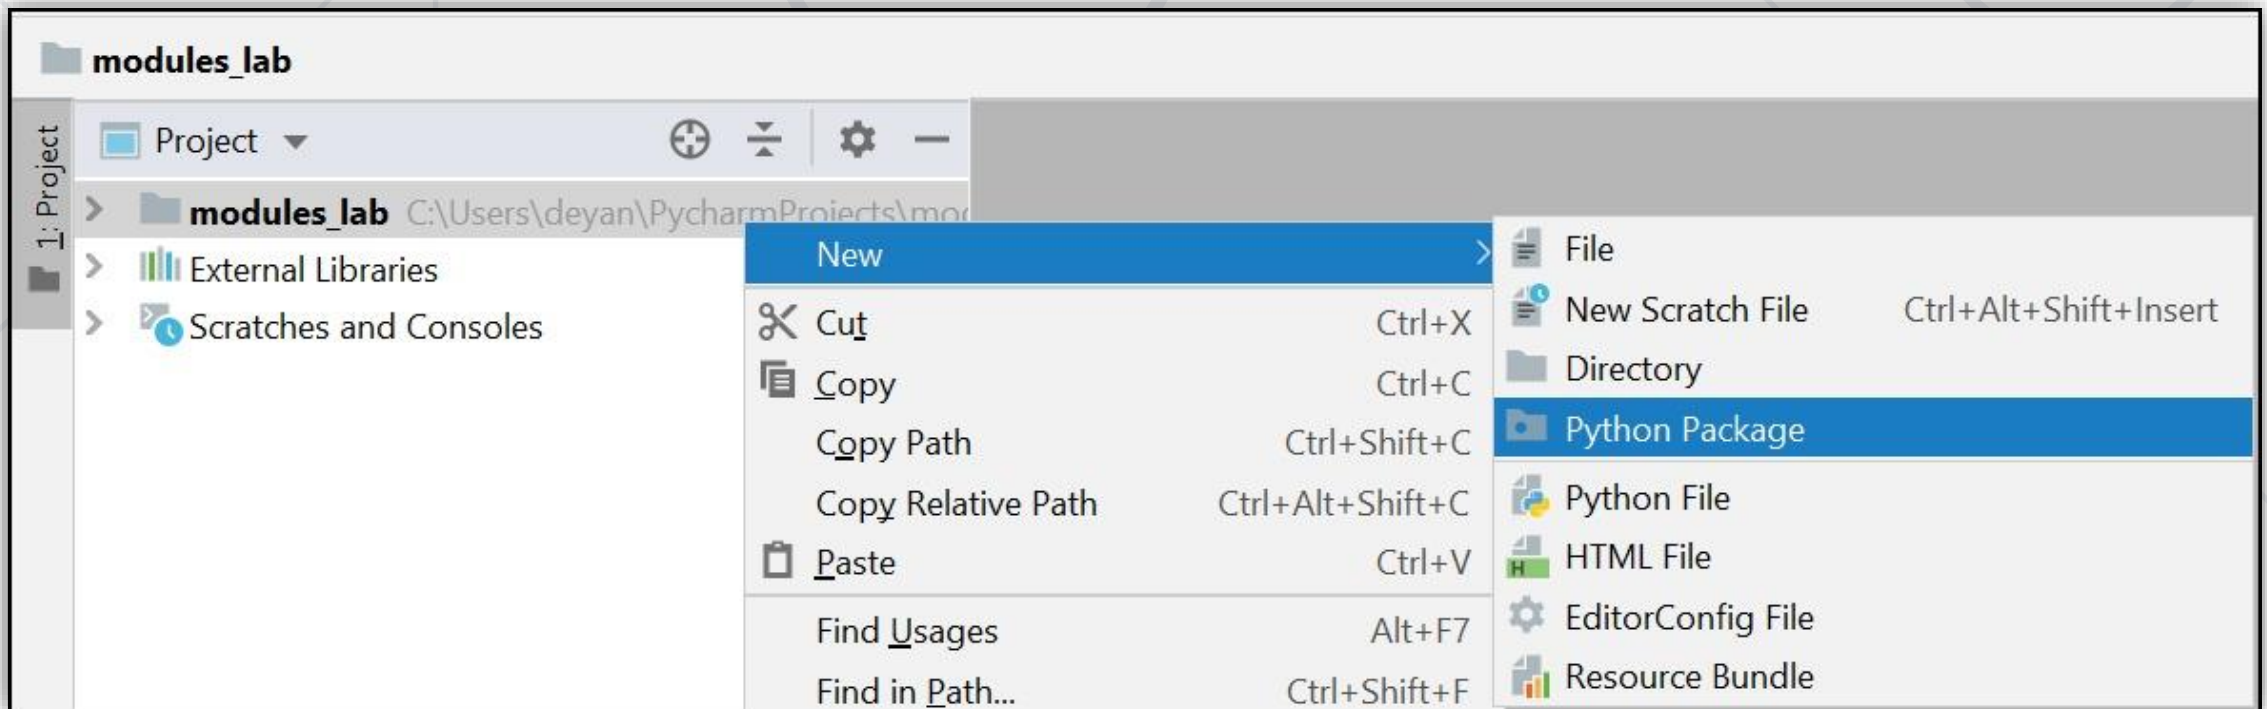 modules_lab
1: Project
Project
modules_lab C:\Users\deyan\PycharmProjects\mod
External Libraries
Scratches and Consoles
New
Cut Ctrl+X
Copy Ctrl+C
Copy Path Ctrl+Shift+C
Copy Relative Path Ctrl+Alt+Shift+C
Paste Ctrl+V
Find Usages Alt+F7
Find in Path... Ctrl+Shift+F
File
New Scratch File Ctrl+Alt+Shift+Insert
Directory
Python Package
Python File
HTML File
EditorConfig File
Resource Bundle